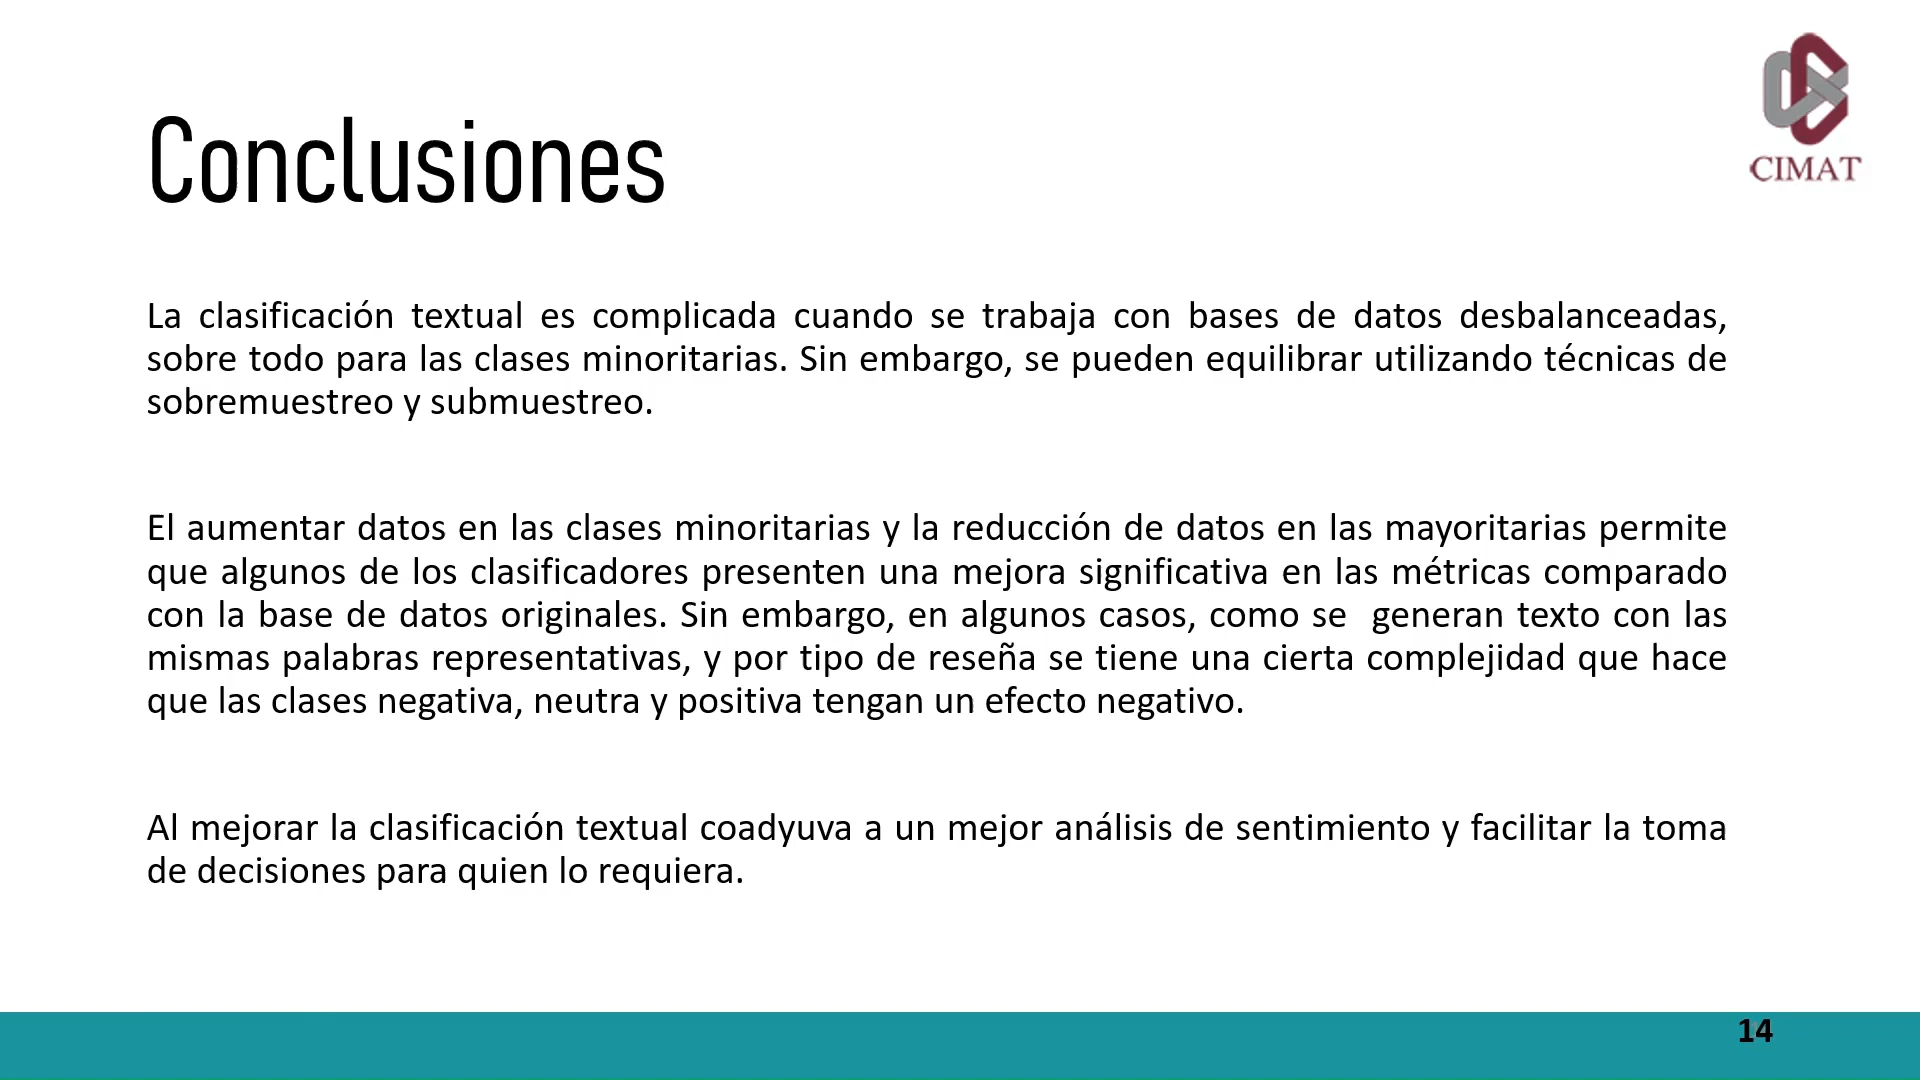 CIMAT
Conclusiones
La clasificación textual es complicada cuando se trabaja con bases de datos desbalanceadas,
sobre todo para las clases minoritarias. Sin embargo, se pueden equilibrar utilizando técnicas de
sobremuestreo y submuestreo.
El aumentar datos en las clases minoritarias y la reducción de datos en las mayoritarias permite
que algunos de los clasificadores presenten una mejora significativa en las métricas comparado
con la base de datos originales. Sin embargo, en algunos casos, como se  generan texto con las
mismas palabras representativas, y por tipo de reseña se tiene una cierta complejidad que hace
que las clases negativa, neutra y positiva tengan un efecto negativo.
Al mejorar la clasificación textual coadyuva a un mejor análisis de sentimiento y facilitar la toma
de decisiones para quien lo requiera.
14